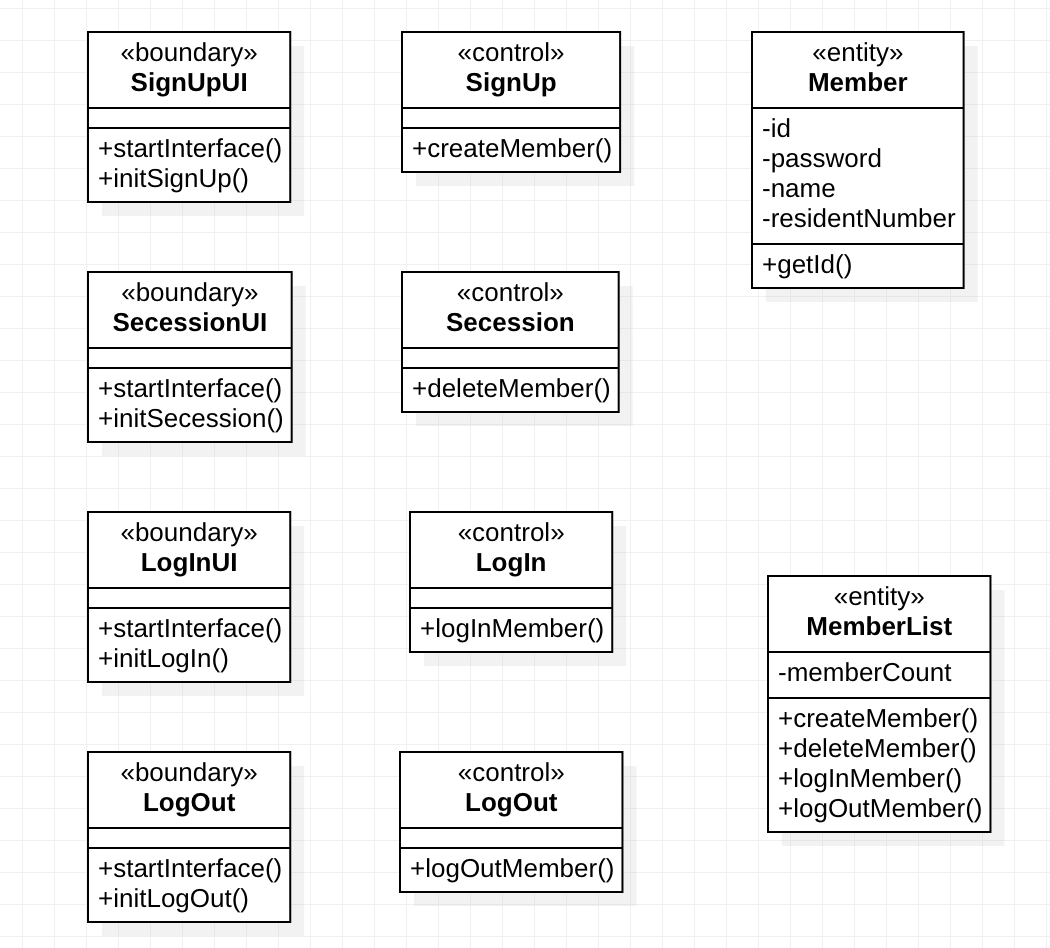 «boundary»
SignUpUI
+startInterface()
+initSignUp()
«control»
SignUp
+createMember()
«entity»
Member
-id
-password
-name
-residentNumber
+getId()
«boundary»
SecessionUI
+startInterface()
+initSecession()
«control»
Secession
+deleteMember()
«boundary»
LogInUI
+startInterface()
+initLogIn()
«control»
LogIn
+logInMember()
«entity»
MemberList
-memberCount
+createMember()
+deleteMember()
+logInMember()
+logOutMember()
«boundary»
LogOut
+startInterface()
+initLogOut()
«control»
LogOut
+logOutMember()